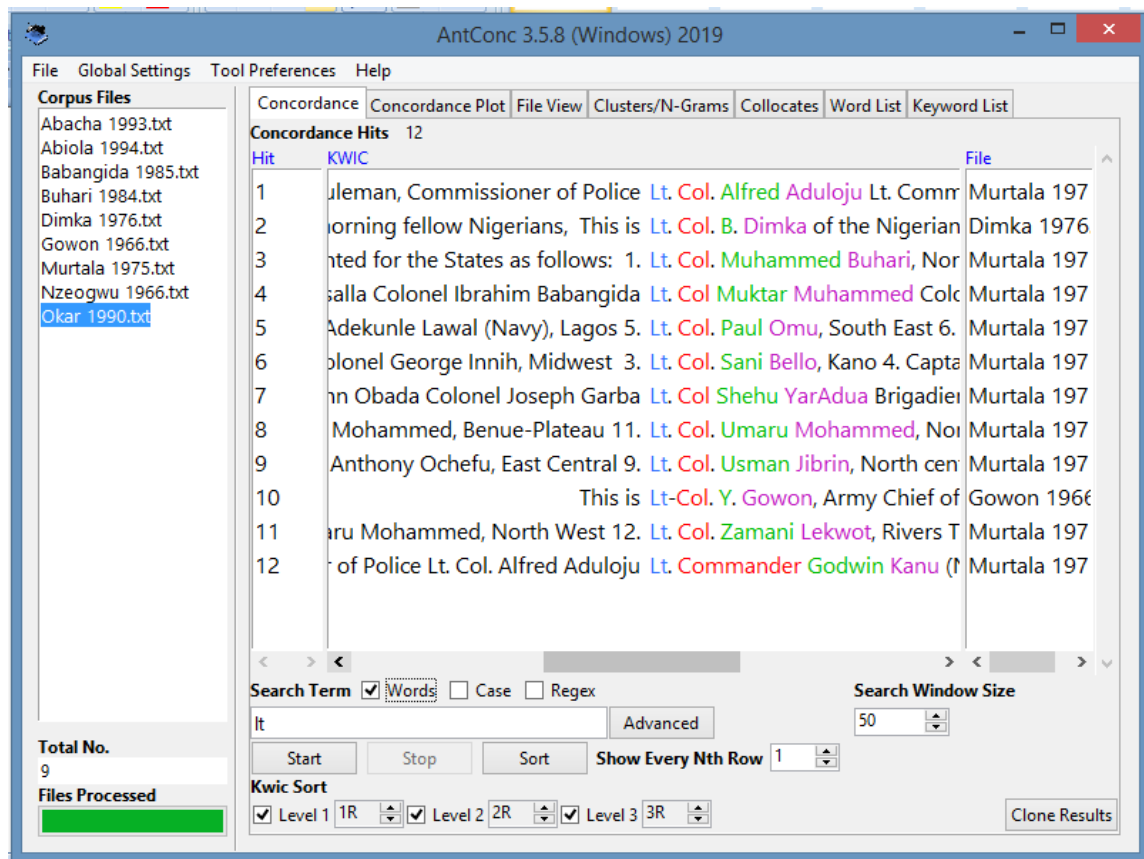 AntConc 3.5.8 (Windows) 2019
File Global Settings Tool Preferences Help
Corpus Files
Abacha 1993.txt
Abiola 1994.txt
Babangida 1985.txt
Buhari 1984.txt
Dimka 1976.txt
Gowon 1966.txt
Murtala 1975.txt
Nzeogwu 1966.txt
Okar 1990.txt
Total No.
9
Files Processed
Concordance Concordance Plot File View Clusters/N-Grams Collocates Word List Keyword List
Concordance Hits 12
Hit KWIC File
1 uleman, Commissioner of Police Lt. Col. Alfred Aduloju Lt. Comm Murtala 197
2 orning fellow Nigerians, This is Lt. Col. B. Dimka of the Nigerian Dimka 1976
3 nted for the States as follows: 1. Lt. Col. Muhammed Buhari, Nor Murtala 197
4 salla Colonel Ibrahim Babangida Lt. Col Muktar Muhammed Colo Murtala 197
5 Adekunle Lawal (Navy), Lagos 5. Lt. Col. Paul Omu, South East 6. Murtala 197
6 olonel George Innih, Midwest 3. Lt. Col. Sani Bello, Kano 4. Capta Murtala 197
7 hn Obada Colonel Joseph Garba Lt. Col Shehu YarAdua Brigadier Murtala 197
8 Mohammed, Benue-Plateau 11. Lt. Col. Umaru Mohammed, Nor Murtala 197
9 Anthony Ochefu, East Central 9. Lt. Col. Usman Jibrin, North cen Murtala 197
10 This is Lt-Col. Y. Gowon, Army Chief of Gowon 1966
11 aru Mohammed, North West 12. Lt. Col. Zamani Lekwot, Rivers T Murtala 197
12 r of Police Lt. Col. Alfred Aduloju Lt. Commander Godwin Kanu (N Murtala 197
Search Term Words Case Regex Search Window Size
lt Advanced 50
Start Stop Sort Show Every Nth Row 1
Kwic Sort
Level 1 1R Level 2 2R Level 3 3R Clone Results